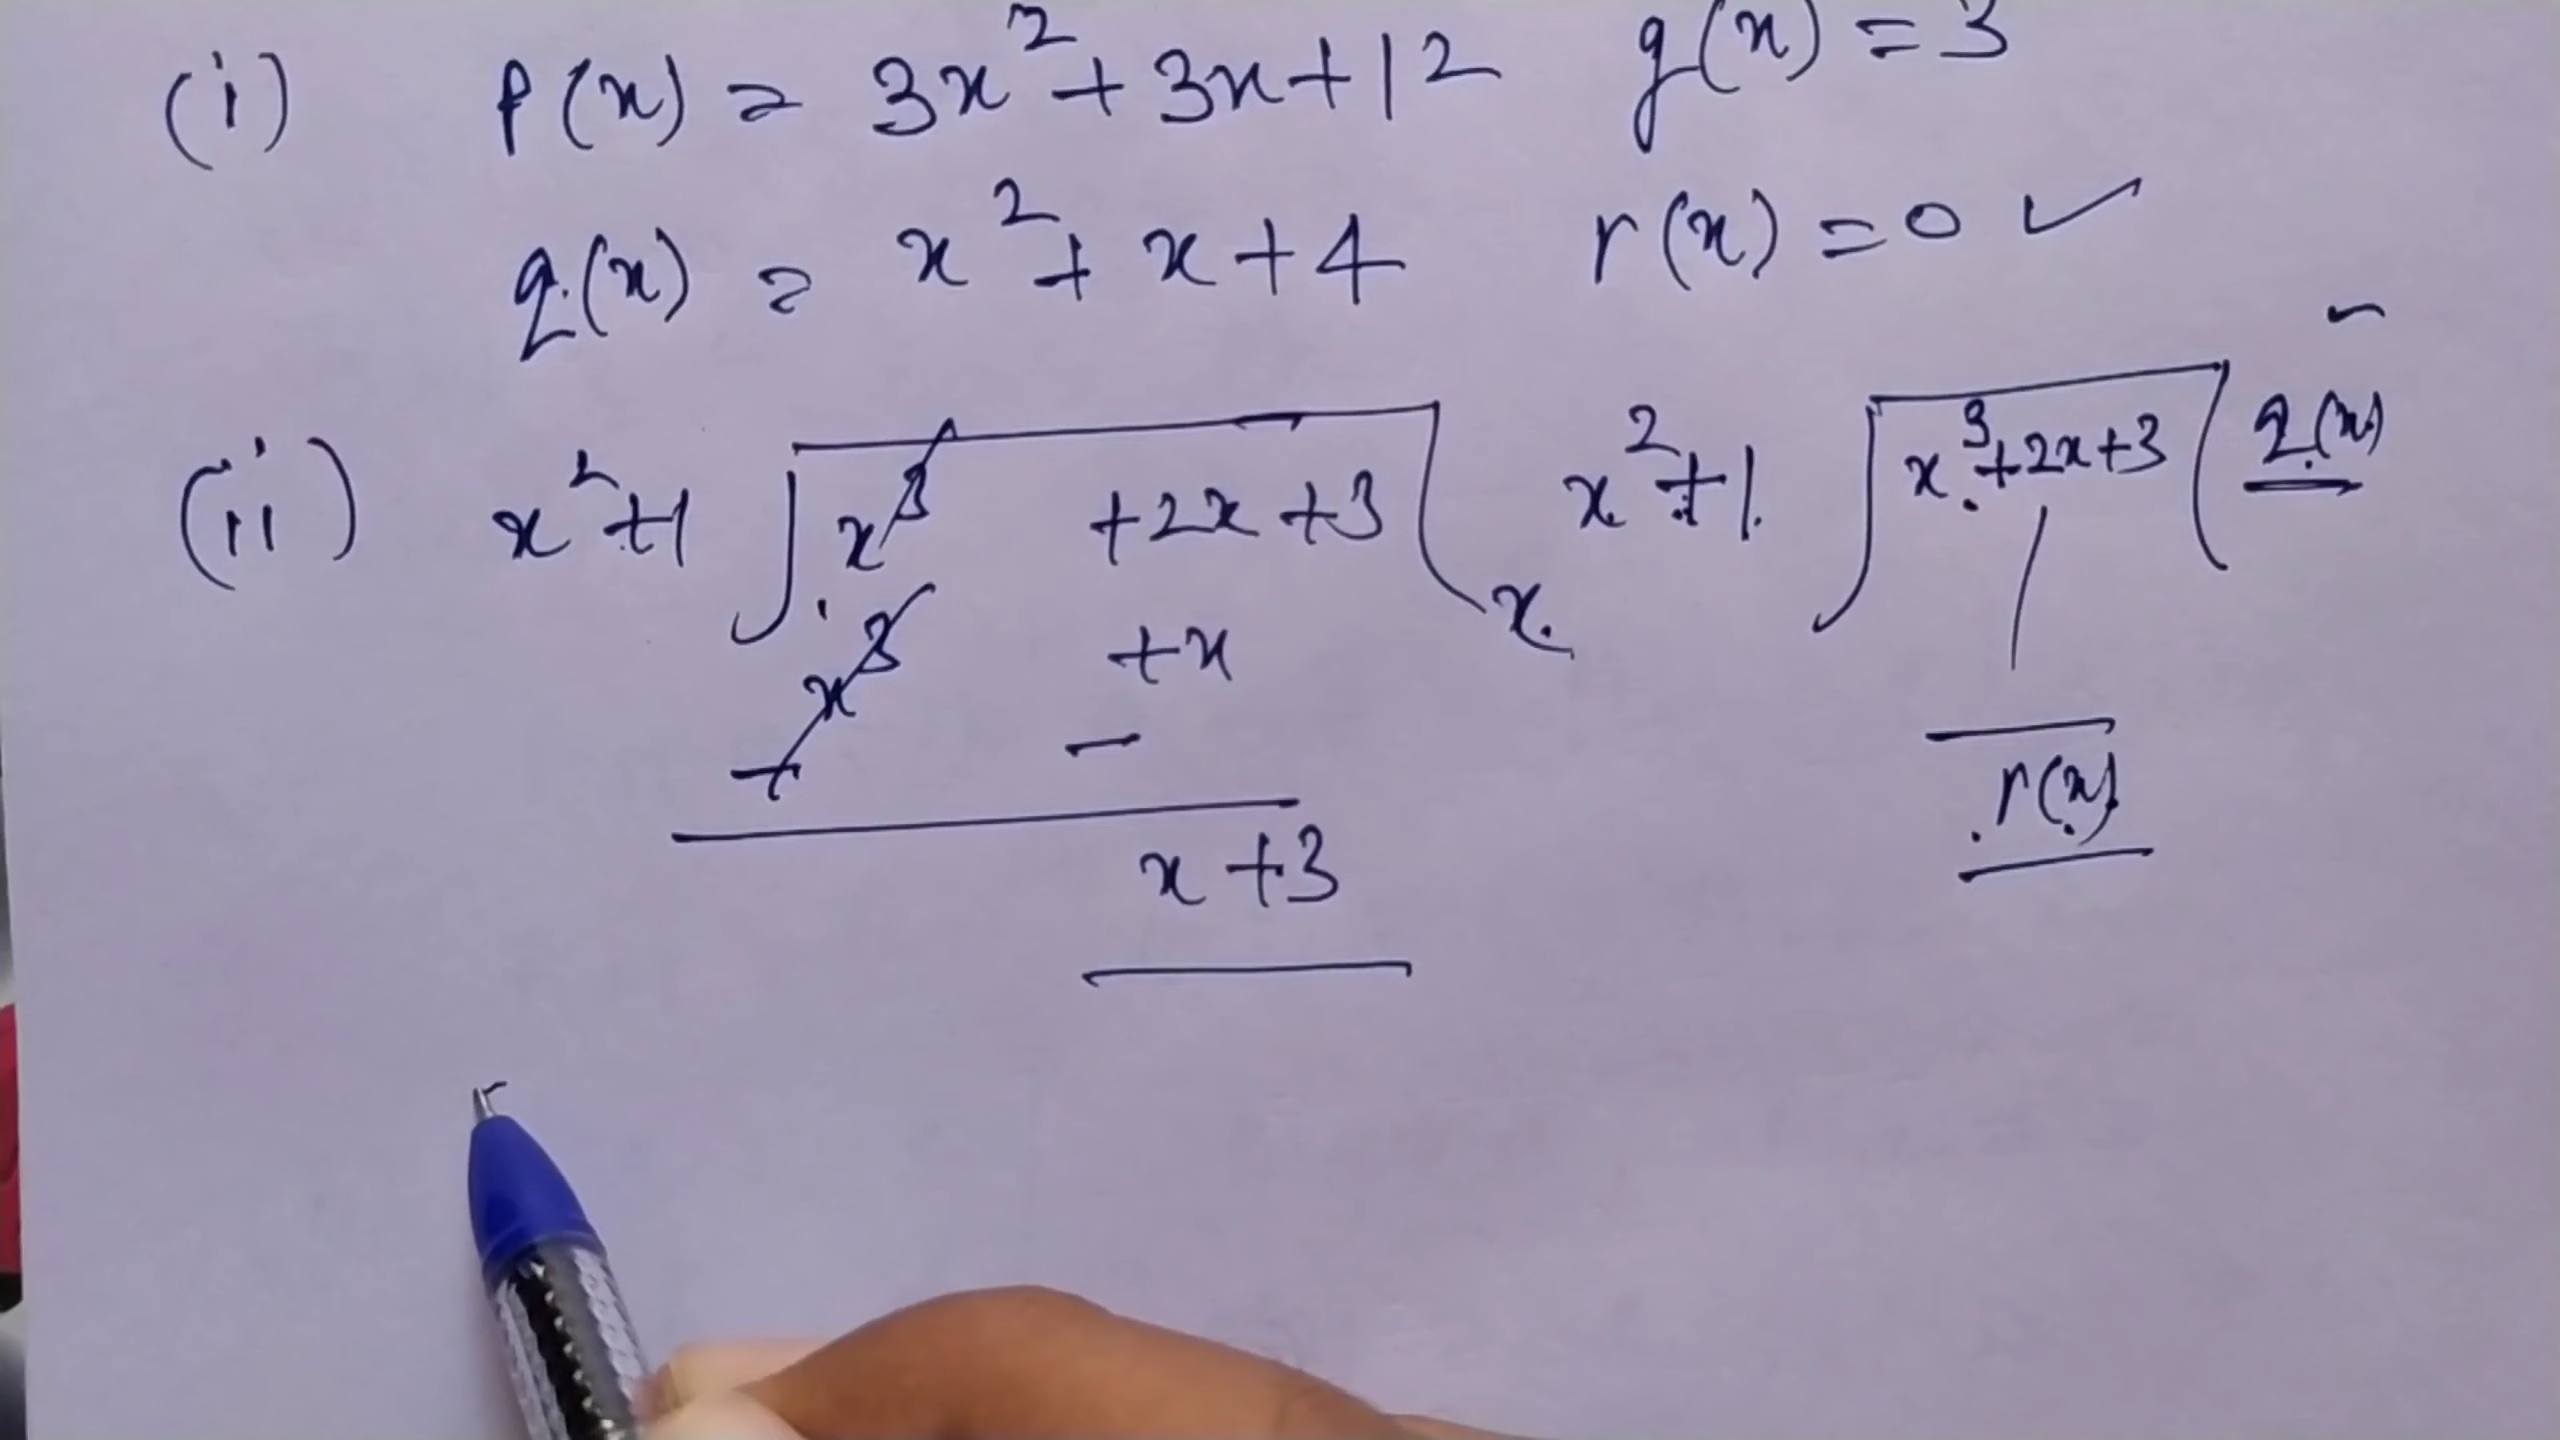 (i) p(x) = 3x²+3x+12 g(x) = 3
q(x) = x²+x+4 r(x) = 0 ✓
(ii) x²+1 x³ +2x+3 x
x³ +x
− −
x+3
x²+1 x³+2x+3 q(x)
r(x)